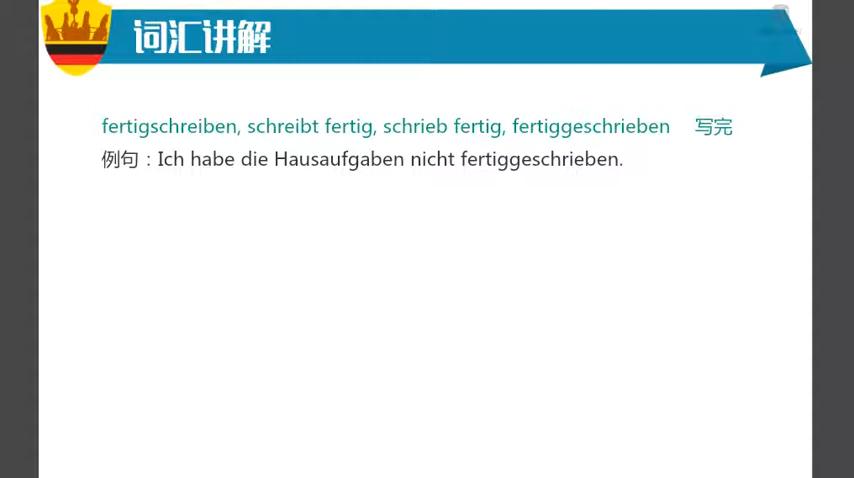 词汇讲解
fertigschreiben, schreibt fertig, schrieb fertig, fertiggeschrieben 写完
例句：Ich habe die Hausaufgaben nicht fertiggeschrieben.